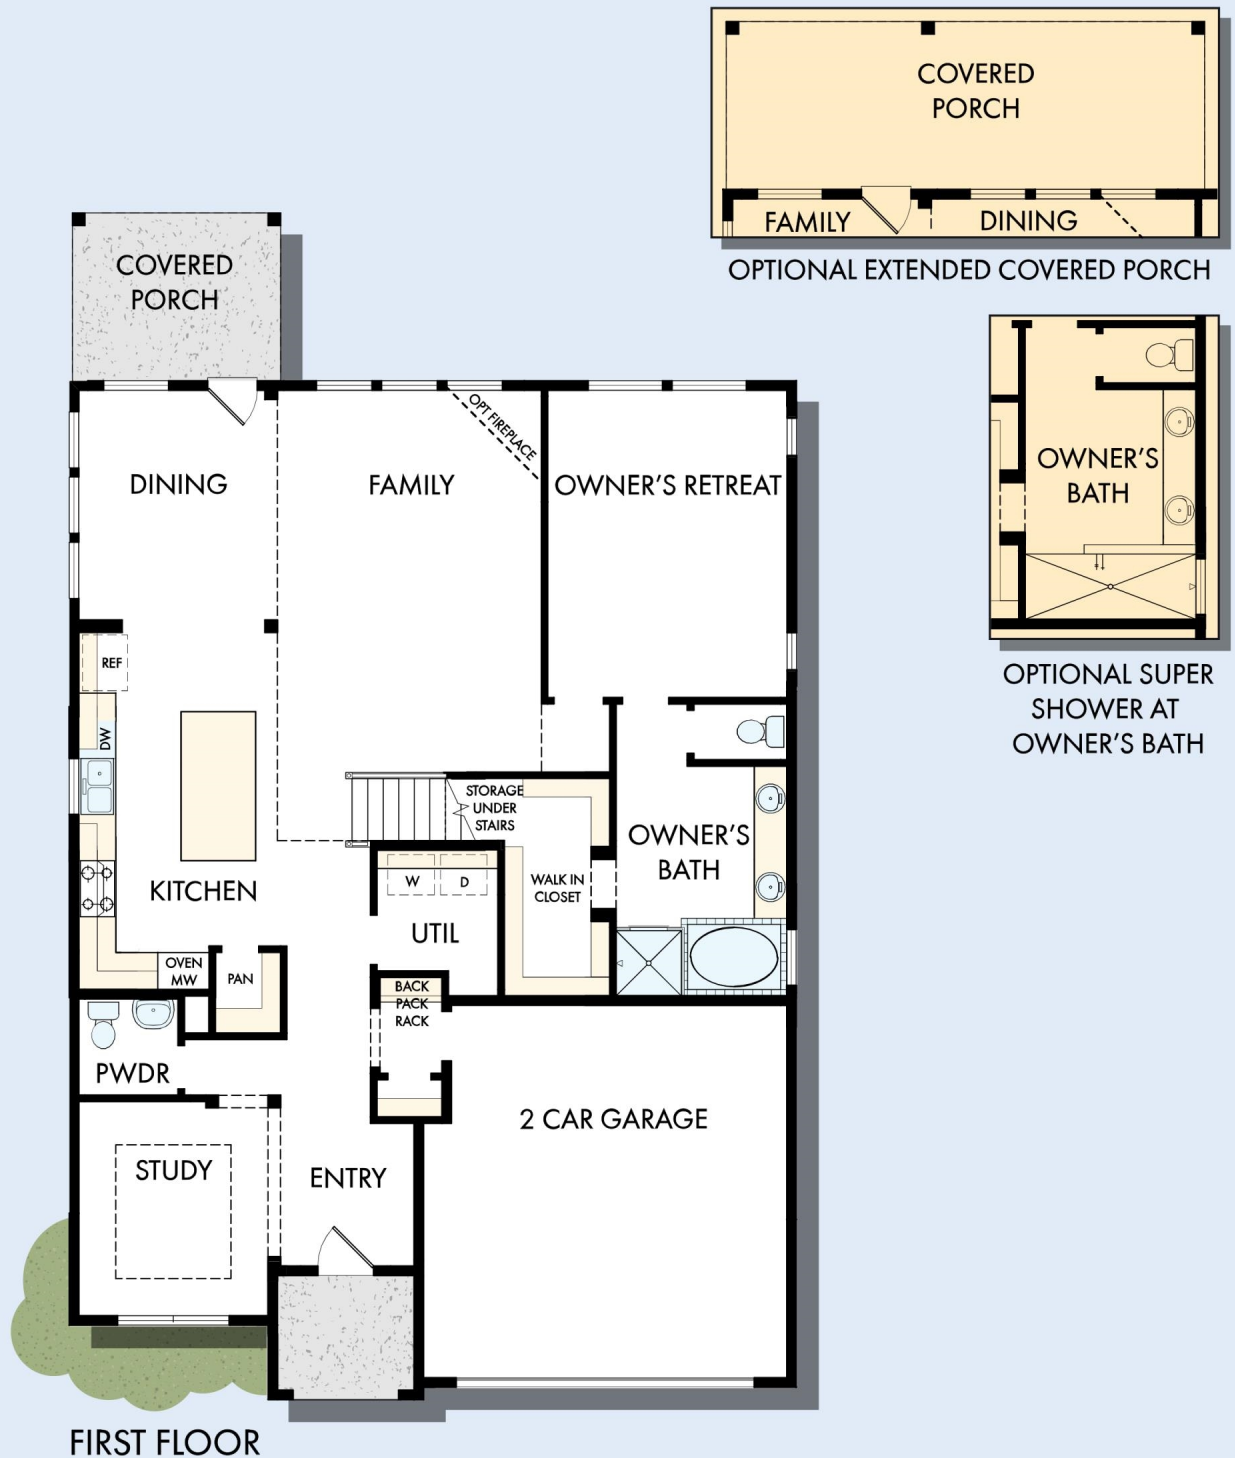 COVERED
PORCH
FAMILY
DINING
OPTIONAL EXTENDED COVERED PORCH
COVERED
PORCH
OPT FIREPLACE
DINING
FAMILY
OWNER'S RETREAT
OWNER'S
BATH
OPTIONAL SUPER
SHOWER AT
OWNER'S BATH
REF
DW
STORAGE
UNDER
STAIRS
OWNER'S
BATH
KITCHEN
W
D
WALK IN
CLOSET
UTIL
OVEN
MW
PAN
BACK
PACK
RACK
PWDR
2 CAR GARAGE
STUDY
ENTRY
FIRST FLOOR